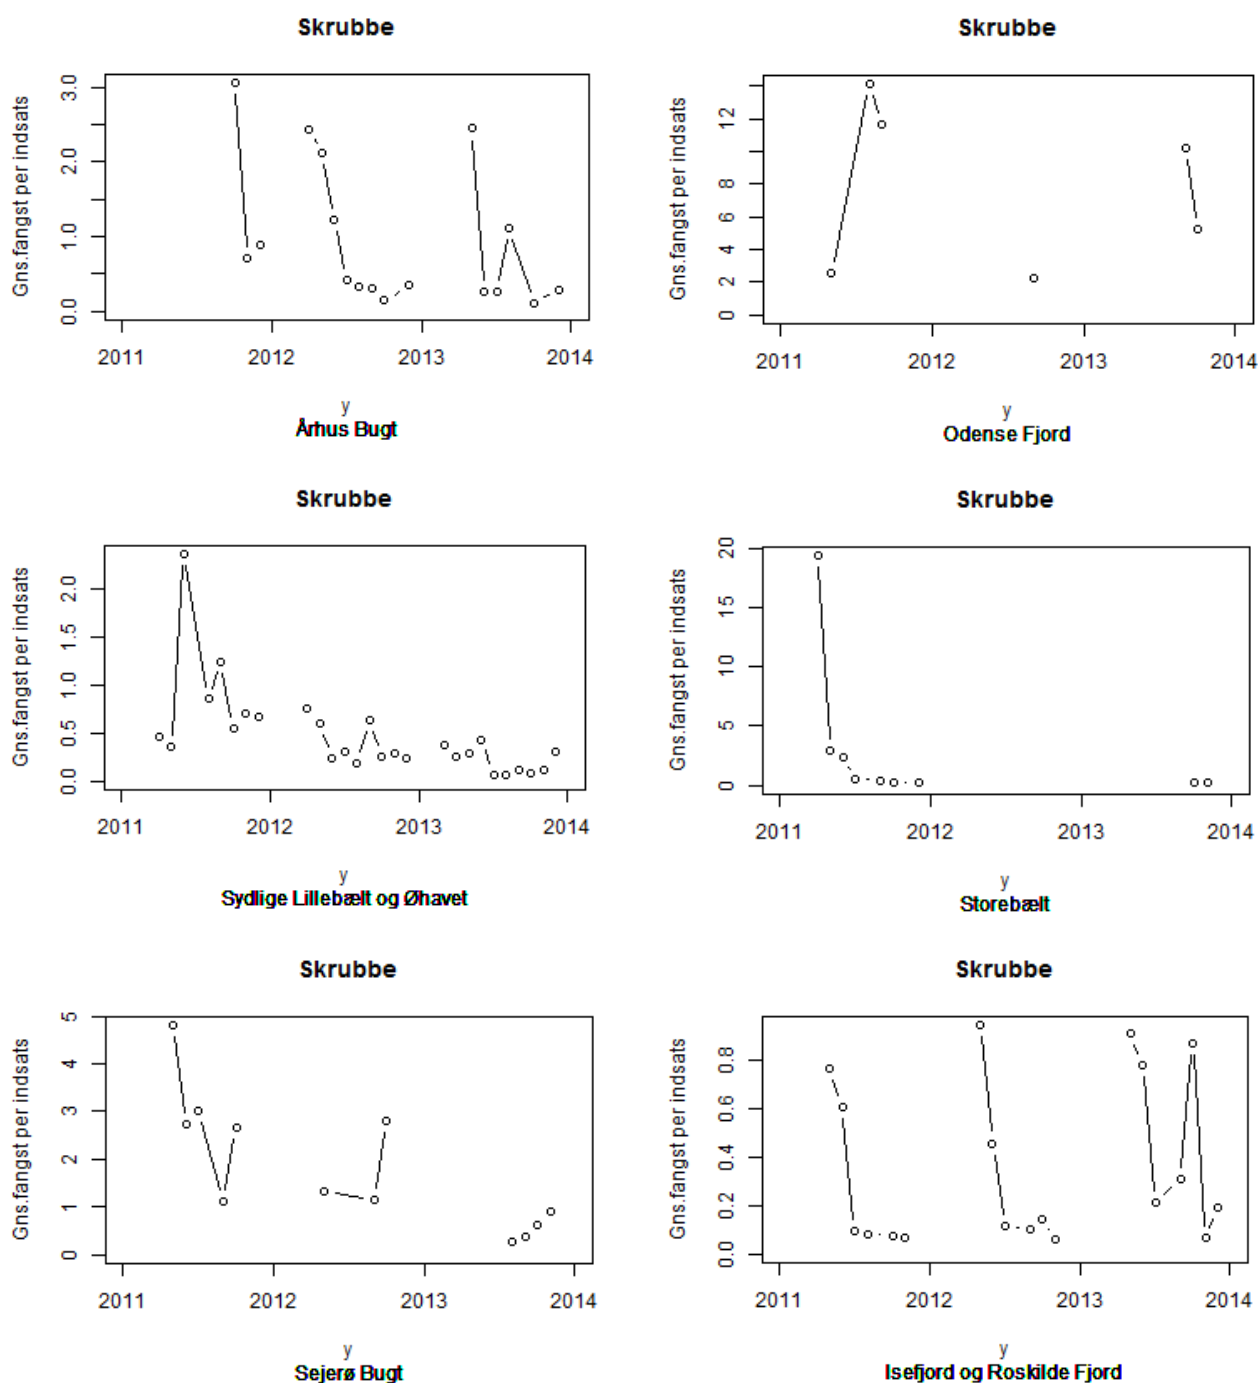 Skrubbe
Gns.fangst per indsats
0.0 1.0 2.0 3.0
2011 2012 2013 2014
y
Århus Bugt
Skrubbe
Gns.fangst per indsats
0 2 4 6 8 12
2011 2012 2013 2014
y
Odense Fjord
Skrubbe
Gns.fangst per indsats
0.0 0.5 1.0 1.5 2.0
2011 2012 2013 2014
y
Sydlige Lillebælt og Øhavet
Skrubbe
Gns.fangst per indsats
0 5 10 15 20
2011 2012 2013 2014
y
Storebælt
Skrubbe
Gns.fangst per indsats
0 1 2 3 4 5
2011 2012 2013 2014
y
Sejerø Bugt
Skrubbe
Gns.fangst per indsats
0.0 0.2 0.4 0.6 0.8
2011 2012 2013 2014
y
Isefjord og Roskilde Fjord